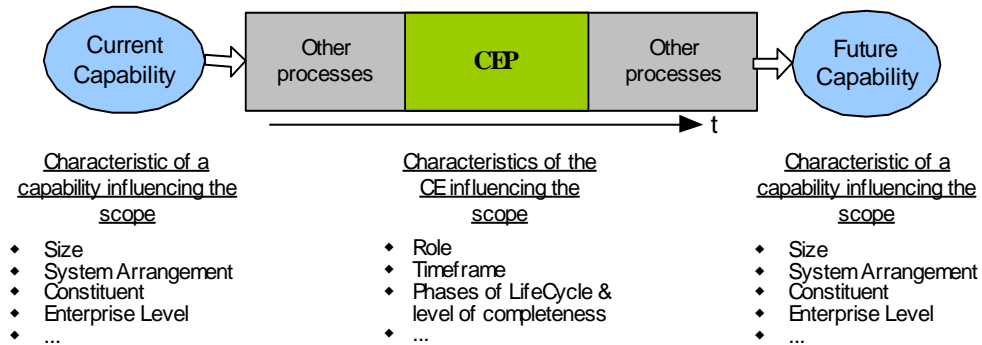 Current
Capability
Other
processes
CEP
Other
processes
Future
Capability
t
Characteristic of a
capability influencing the
scope
◆ Size
◆ System Arrangement
◆ Constituent
◆ Enterprise Level
◆ ...
Characteristics of the
CE influencing the
scope
◆ Role
◆ Timeframe
◆ Phases of LifeCycle &
level of completeness
◆ ...
Characteristic of a
capability influencing the
scope
◆ Size
◆ System Arrangement
◆ Constituent
◆ Enterprise Level
◆ ...